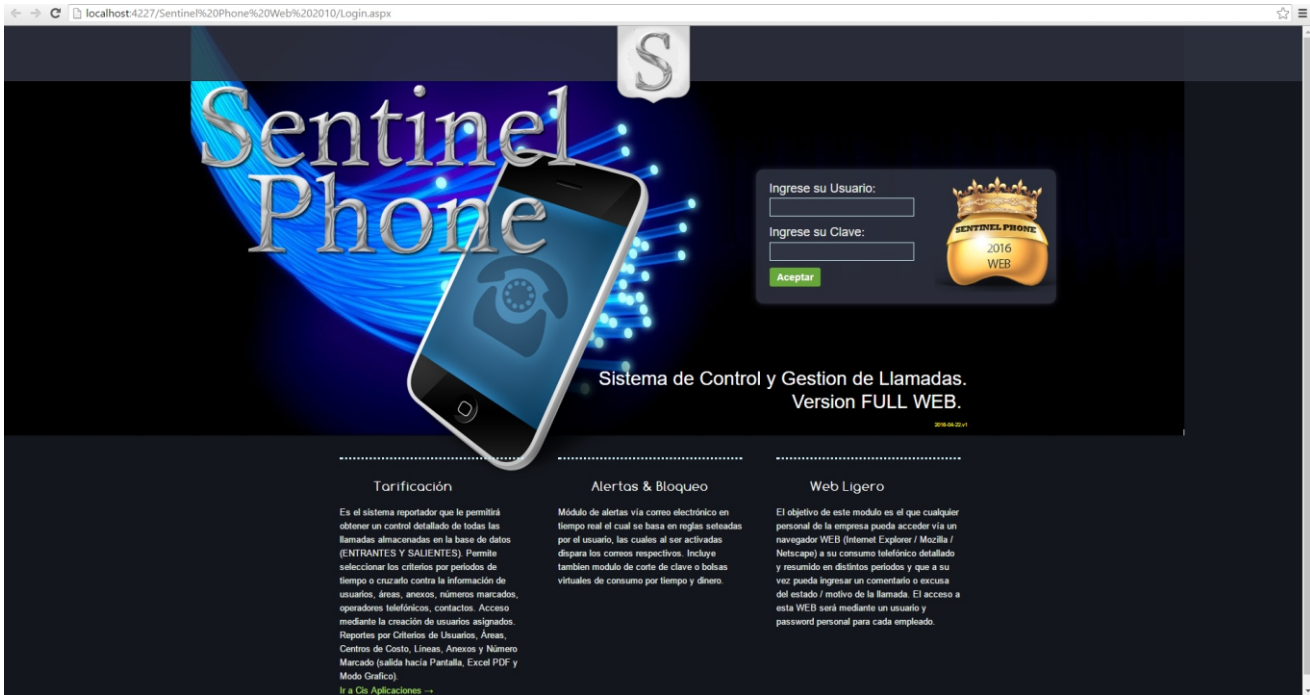 localhost:4227/Sentinel%20Phone%20Web%202010/Login.aspx
S
Sentinel
Phone
Ingrese su Usuario:
Ingrese su Clave:
Aceptar
SENTINEL PHONE
2016
WEB
Sistema de Control y Gestion de Llamadas.
Version FULL WEB.
2016-04-22.v1
Tarificación
Es el sistema reportador que le permitirá
obtener un control detallado de todas las
llamadas almacenadas en la base de datos
(ENTRANTES Y SALIENTES). Permite
seleccionar los criterios por periodos de
tiempo o cruzarlo contra la información de
usuarios, áreas, anexos, números marcados,
operadores telefónicos, contactos. Acceso
mediante la creación de usuarios asignados.
Reportes por Criterios de Usuarios, Áreas,
Centros de Costo, Líneas, Anexos y Número
Marcado (salida hacía Pantalla, Excel PDF y
Modo Grafico).
Ir a Cis Aplicaciones →
Alertas & Bloqueo
Módulo de alertas vía correo electrónico en
tiempo real el cual se basa en reglas seteadas
por el usuario, las cuales al ser activadas
dispara los correos respectivos. Incluye
tambien modulo de corte de clave o bolsas
virtuales de consumo por tiempo y dinero.
Web Ligero
El objetivo de este modulo es el que cualquier
personal de la empresa pueda acceder vía un
navegador WEB (Internet Explorer / Mozilla /
Netscape) a su consumo telefónico detallado
y resumido en distintos periodos y que a su
vez pueda ingresar un comentario o excusa
del estado / motivo de la llamada. El acceso a
esta WEB será mediante un usuario y
password personal para cada empleado.